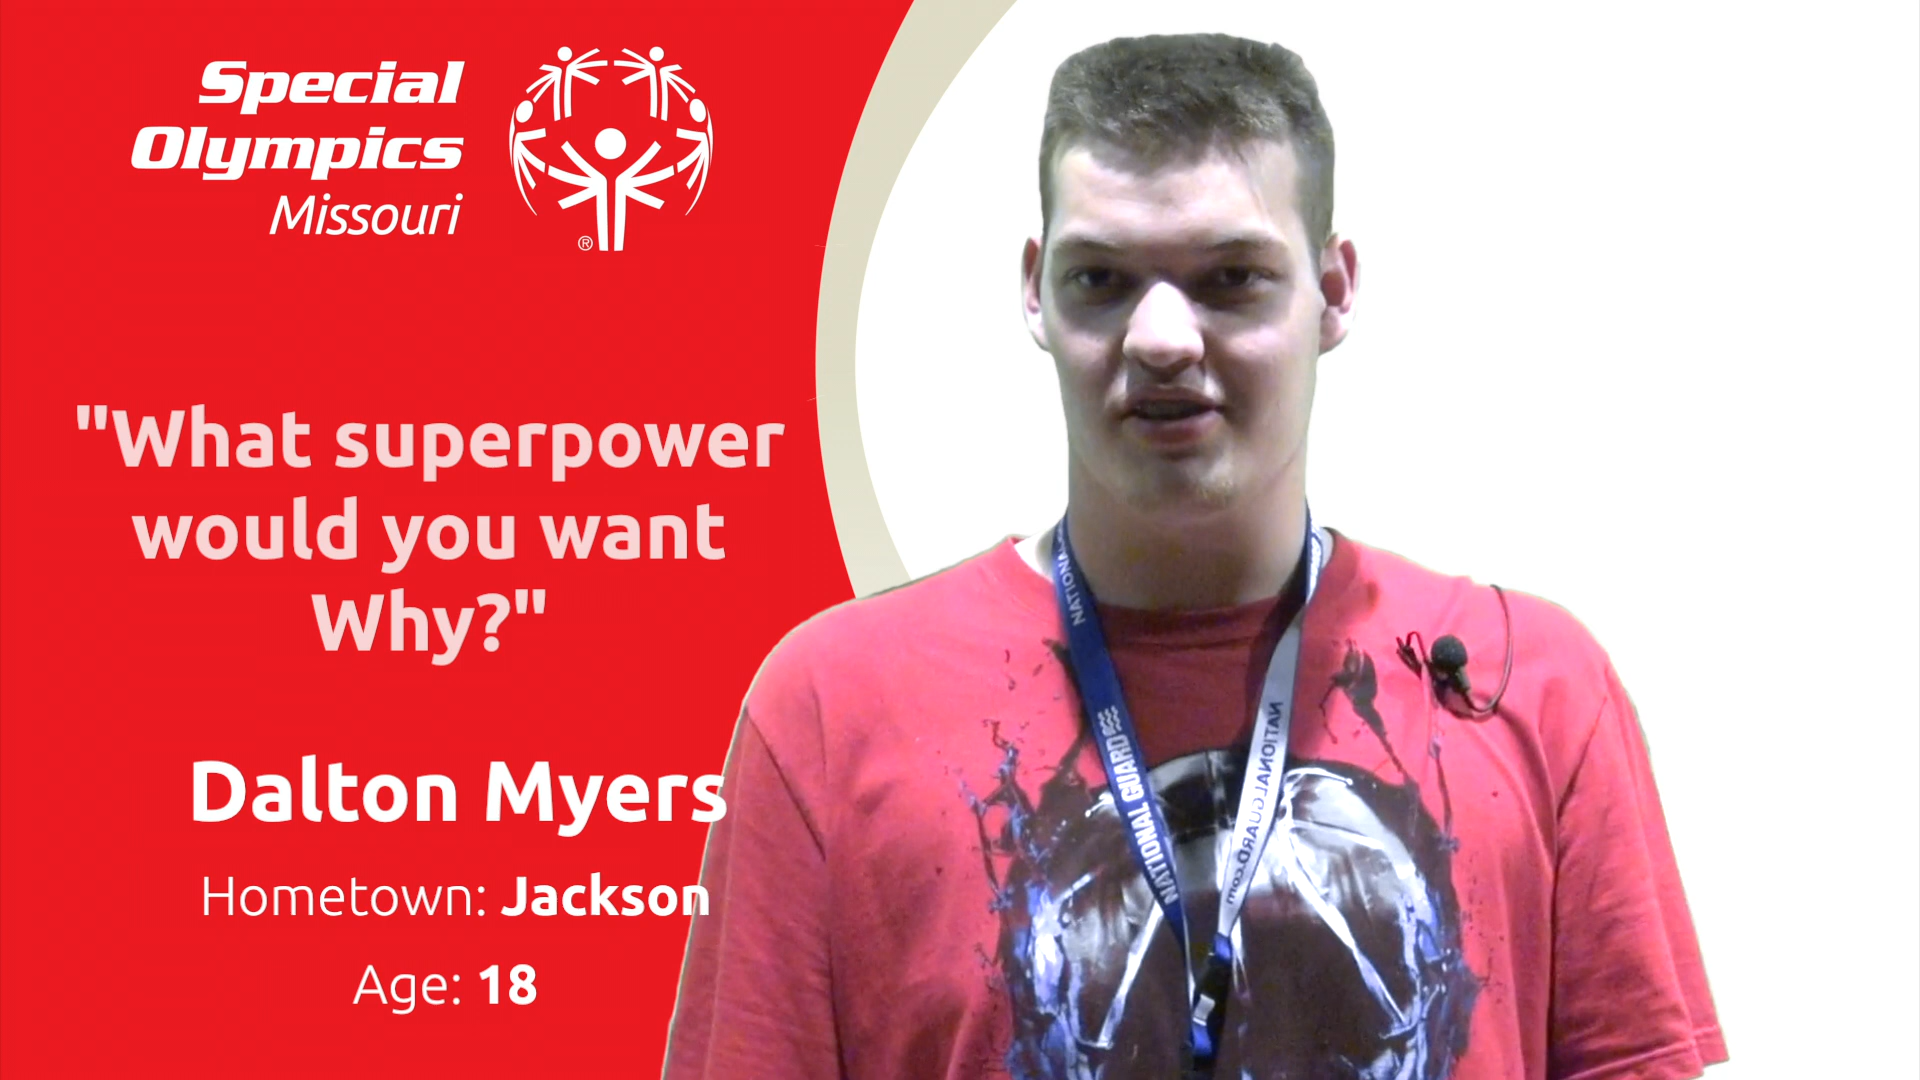 Special
Olympics
Missouri
®
"What superpower
would you want
Why?"
Dalton Myers
Hometown: Jackson
Age: 18
NATIONAL GUARD
NATIONALGUARD.com